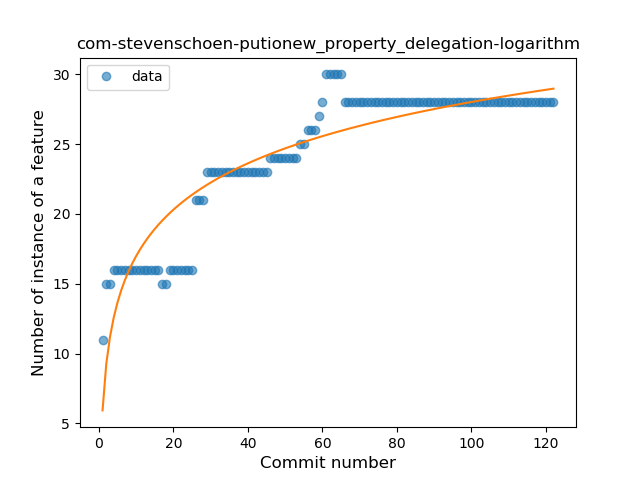 com-stevenschoen-putionew_property_delegation-logarithm
data
Number of instance of a feature
30
25
20
15
10
5
0 20 40 60 80 100 120
Commit number